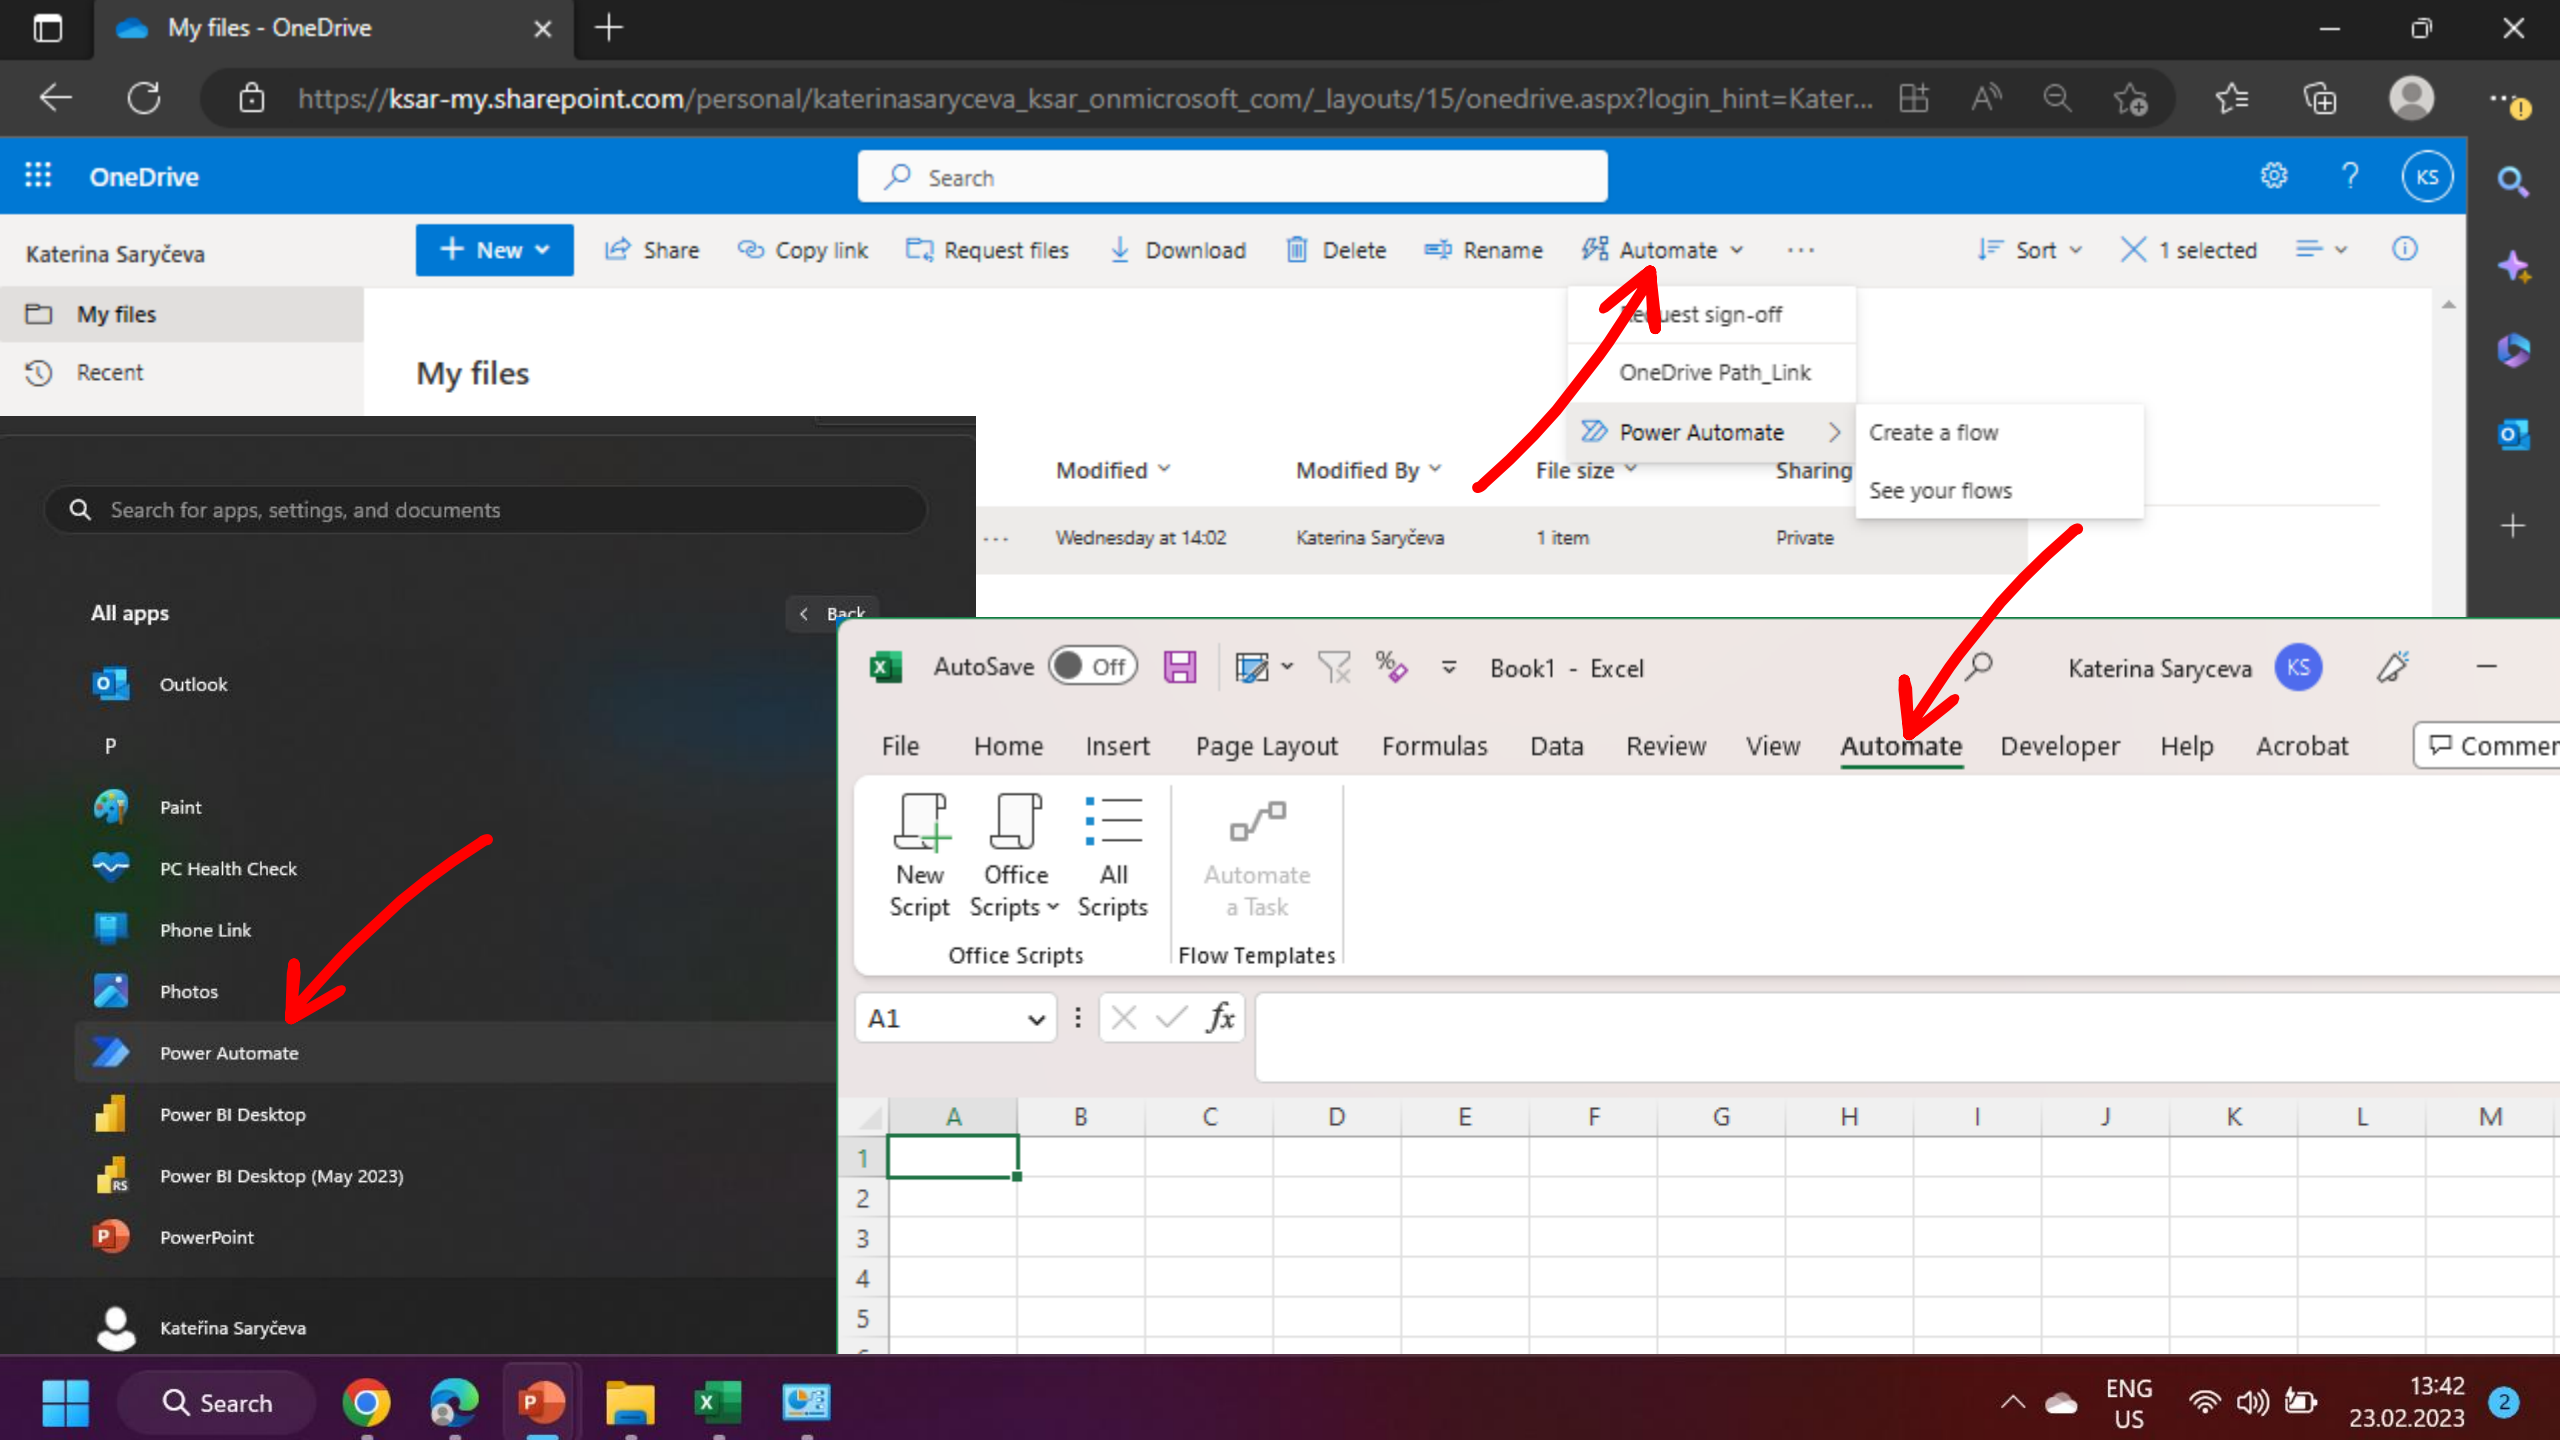 My files - OneDrive
https://ksar-my.sharepoint.com/personal/katerinasaryceva_ksar_onmicrosoft_com/_layouts/15/onedrive.aspx?login_hint=Kater...
OneDrive
Search
KS
Katerina Saryčeva
New
Share
Copy link
Request files
Download
Delete
Rename
Automate
Sort
1 selected
My files
Recent
My files
Request sign-off
OneDrive Path_Link
Power Automate
Create a flow
See your flows
Modified
Modified By
File size
Sharing
Wednesday at 14:02
Katerina Saryčeva
1 item
Private
Search for apps, settings, and documents
All apps
Back
Outlook
P
Paint
PC Health Check
Phone Link
Photos
Power Automate
Power BI Desktop
RS
Power BI Desktop (May 2023)
PowerPoint
Kateřina Saryčeva
AutoSave
Off
Book1 - Excel
Katerina Saryceva
KS
File
Home
Insert
Page Layout
Formulas
Data
Review
View
Automate
Developer
Help
Acrobat
Commen
New
Script
Office
Scripts
All
Scripts
Automate
a Task
Office Scripts
Flow Templates
A1
fx
A B C D E F G H I J K L M
1
2
3
4
5
Search
ENG
US
13:42
23.02.2023
2